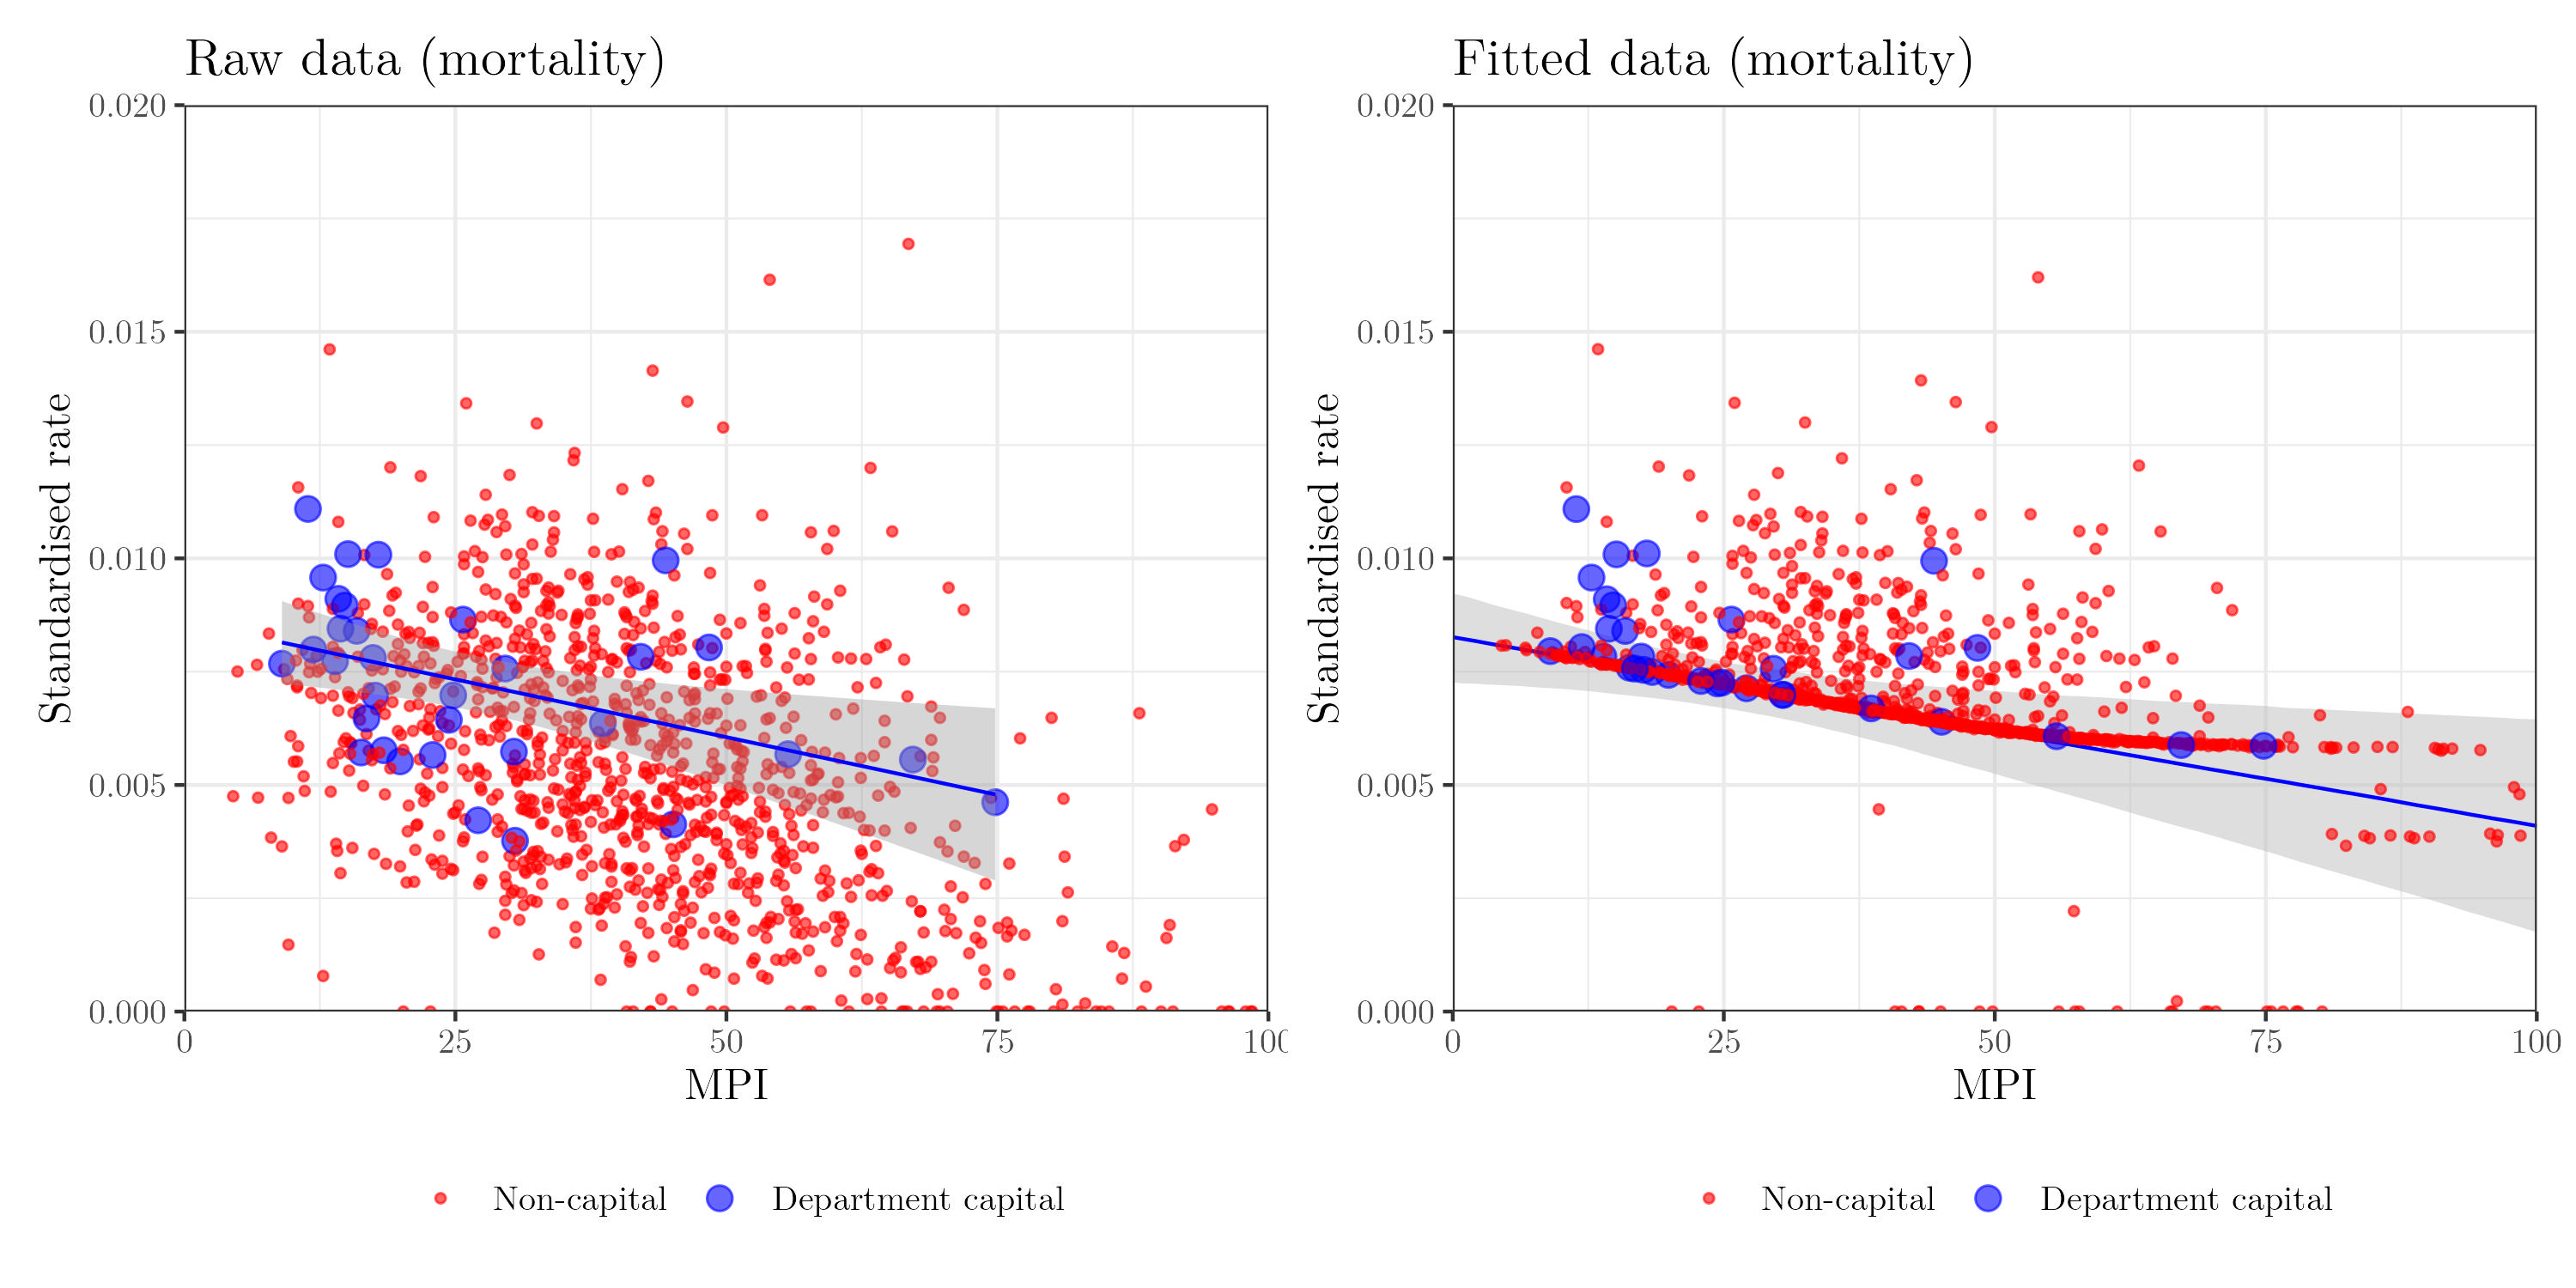 Raw data (mortality)
0.020
0.015
0.010
0.005
0.000
Standardised rate
0 25 50 75 100
MPI
Non-capital Department capital
Fitted data (mortality)
0.020
0.015
0.010
0.005
0.000
Standardised rate
0 25 50 75 100
MPI
Non-capital Department capital